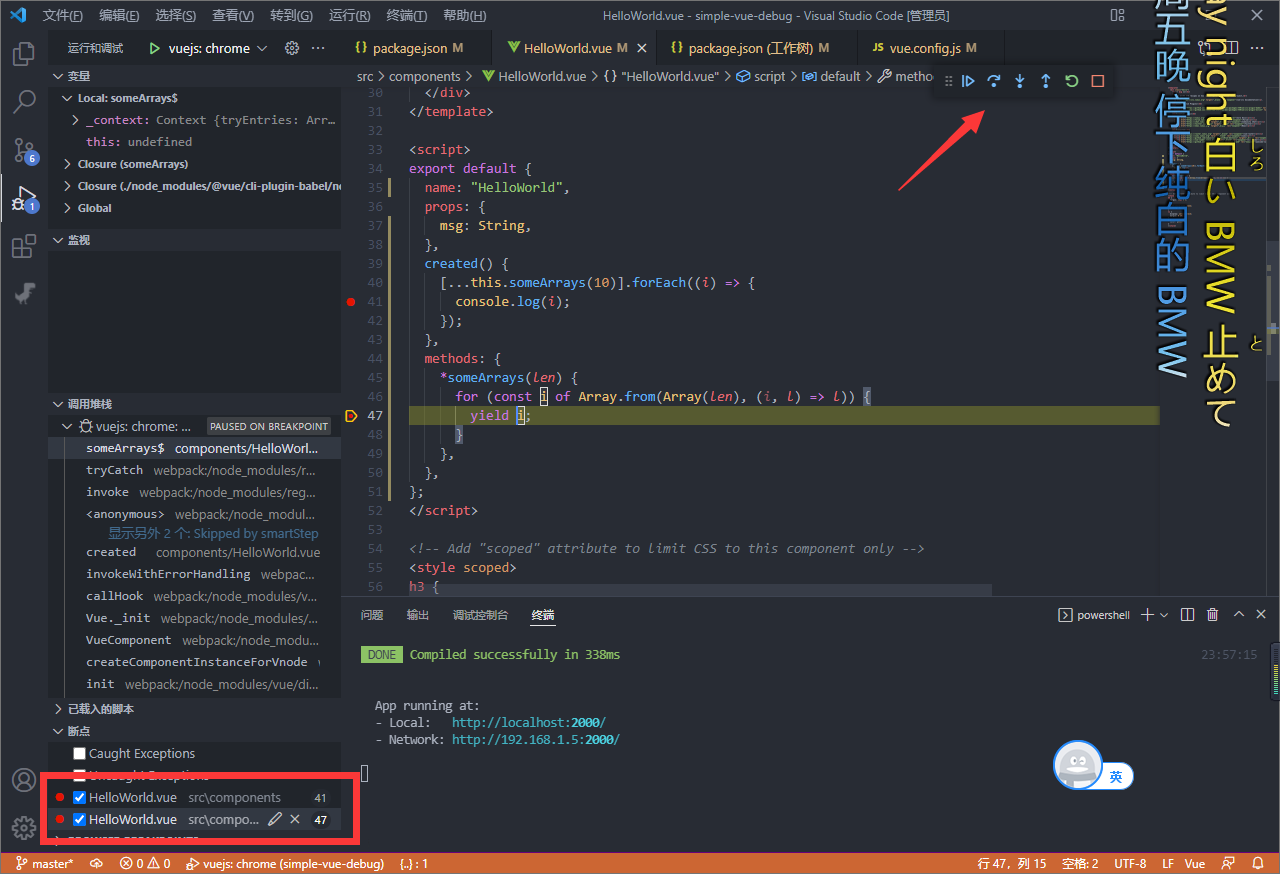 文件(F) 编辑(E) 选择(S) 查看(V) 转到(G) 运行(R) 终端(T) 帮助(H) HelloWorld.vue - simple-vue-debug - Visual Studio Code [管理员]
运行和调试 vuejs: chrome ··· package.json M HelloWorld.vue M package.json (工作树) M vue.config.js M
src > components > HelloWorld.vue > {} "HelloWorld.vue" > script > default >
变量
Local: someArrays$
_context: Context {tryEntries: Arr…
this: undefined
Closure (someArrays)
Closure (./node_modules/@vue/cli-plugin-babel/
Global
监视
调用堆栈
vuejs: chrome: ... PAUSED ON BREAKPOINT
someArrays$ components/HelloWorl...
tryCatch webpack:/node_modules/r...
invoke webpack:/node_modules/reg...
<anonymous> webpack:/node_modul...
显示另外 2 个: Skipped by smartStep
created components/HelloWorld.vue
invokeWithErrorHandling webpac...
callHook webpack:/node_modules/v...
Vue._init webpack:/node_modules/...
VueComponent webpack:/node_modu...
createComponentInstanceForVnode
init webpack:/node_modules/vue/di...
已载入的脚本
断点
Caught Exceptions
HelloWorld.vue src\components 41
HelloWorld.vue src\compo... 47
6
1
30 </div>
31 </template>
32
33 <script>
34 export default {
35 name: "HelloWorld",
36 props: {
37 msg: String,
38 },
39 created() {
40 [...this.someArrays(10)].forEach((i) => {
41 console.log(i);
42 });
43 },
44 methods: {
45 *someArrays(len) {
46 for (const i of Array.from(Array(len), (i, l) => l)) {
47 yield i;
48 }
49 },
50 },
51 };
52 </script>
53
54 <!-- Add "scoped" attribute to limit CSS to this component only -->
55 <style scoped>
56 h3 {
night 白い BMW 止めて
しろ
と
五晚 停下 纯白的 BMW
问题 输出 调试控制台 终端 powershell
DONE Compiled successfully in 338ms 23:57:15
App running at:
- Local: http://localhost:2000/
- Network: http://192.168.1.5:2000/
英
master* 0 0 vuejs: chrome (simple-vue-debug) {..} : 1 行 47, 列 15 空格: 2 UTF-8 LF Vue